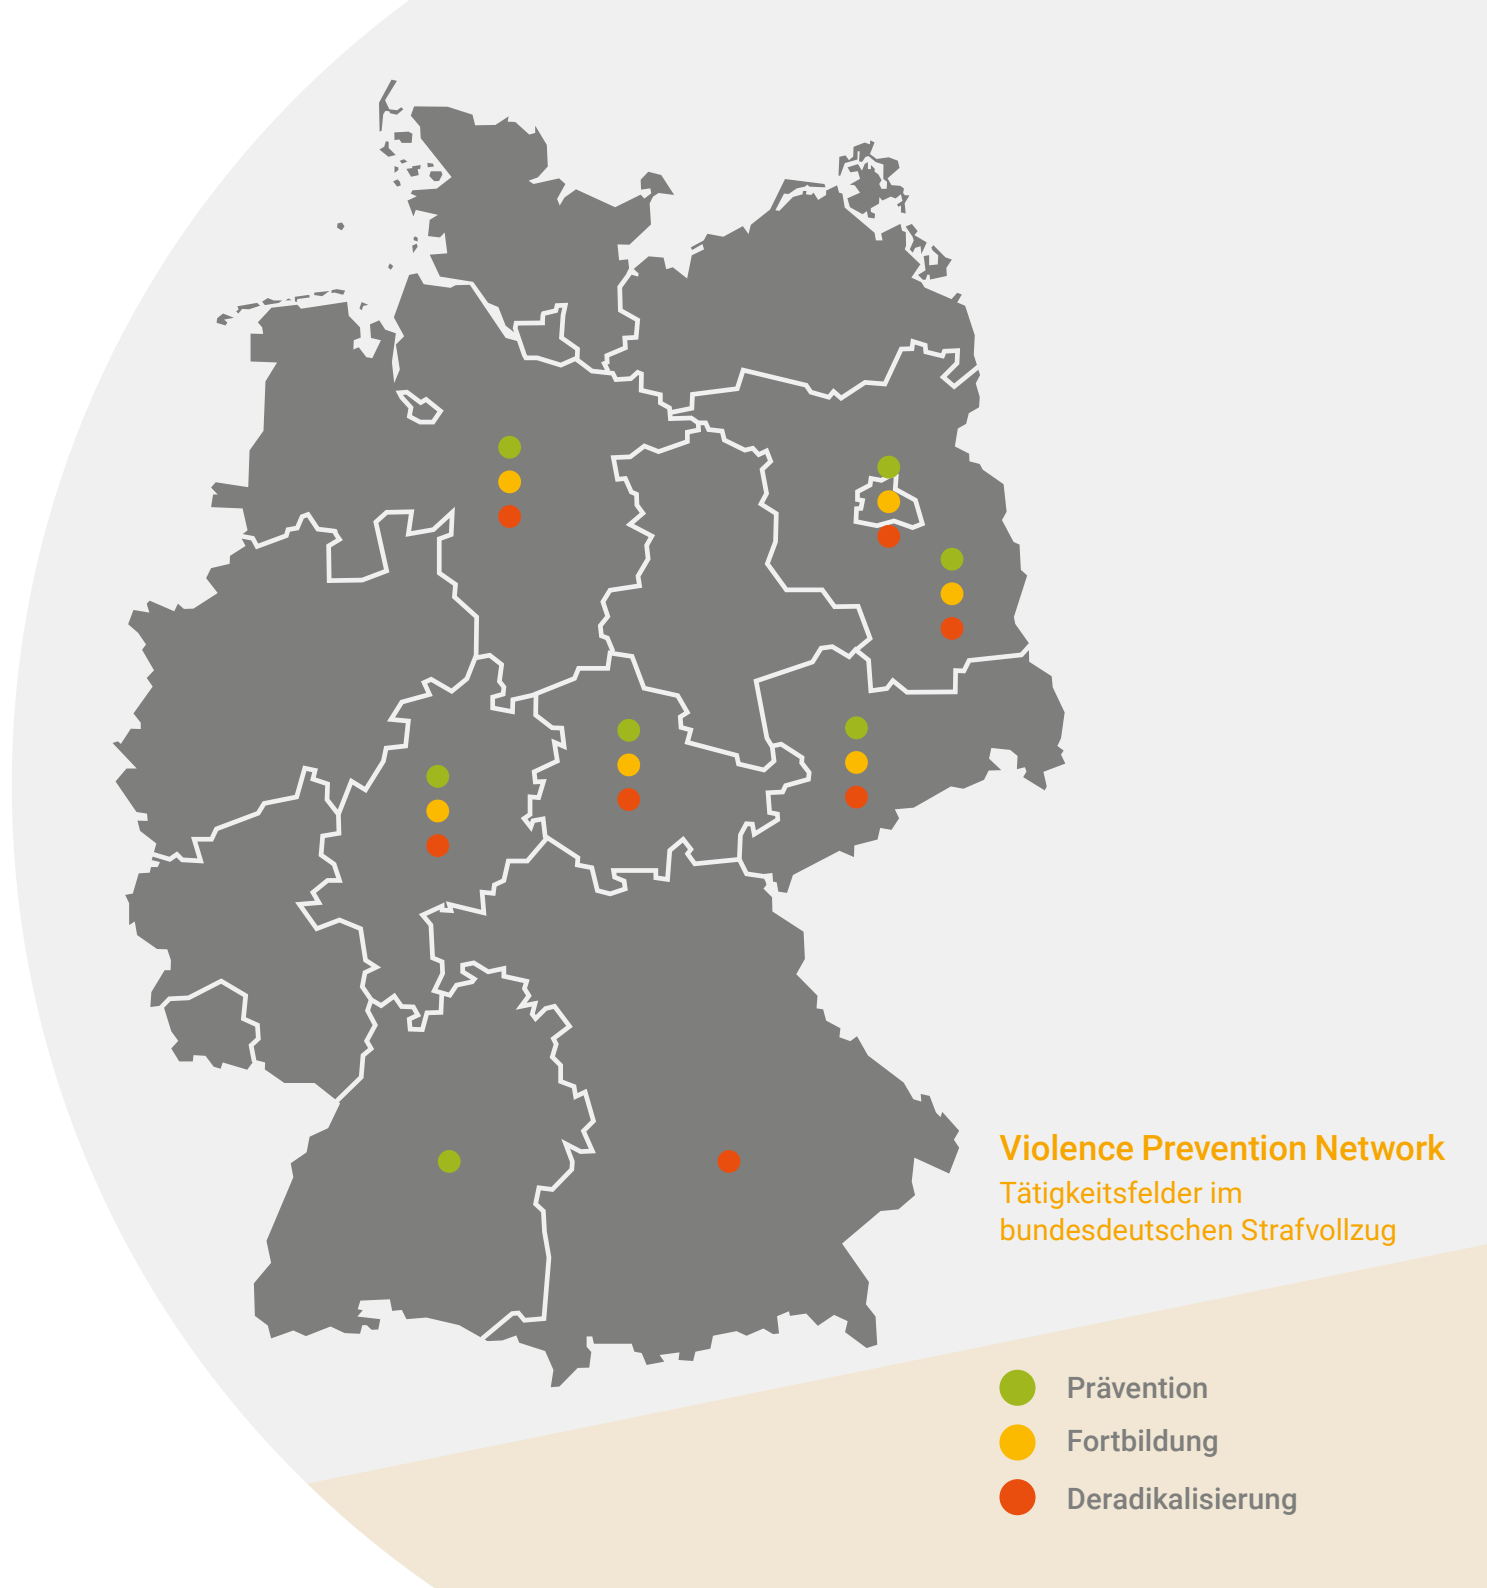 Violence Prevention Network
Tätigkeitsfelder im
bundesdeutschen Strafvollzug
Prävention
Fortbildung
Deradikalisierung